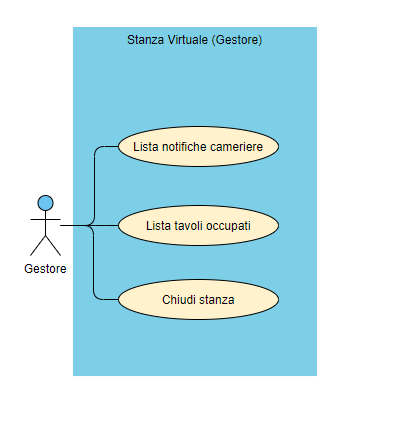 Stanza Virtuale (Gestore)
Lista notifiche cameriere
Lista tavoli occupati
Gestore
Chiudi stanza